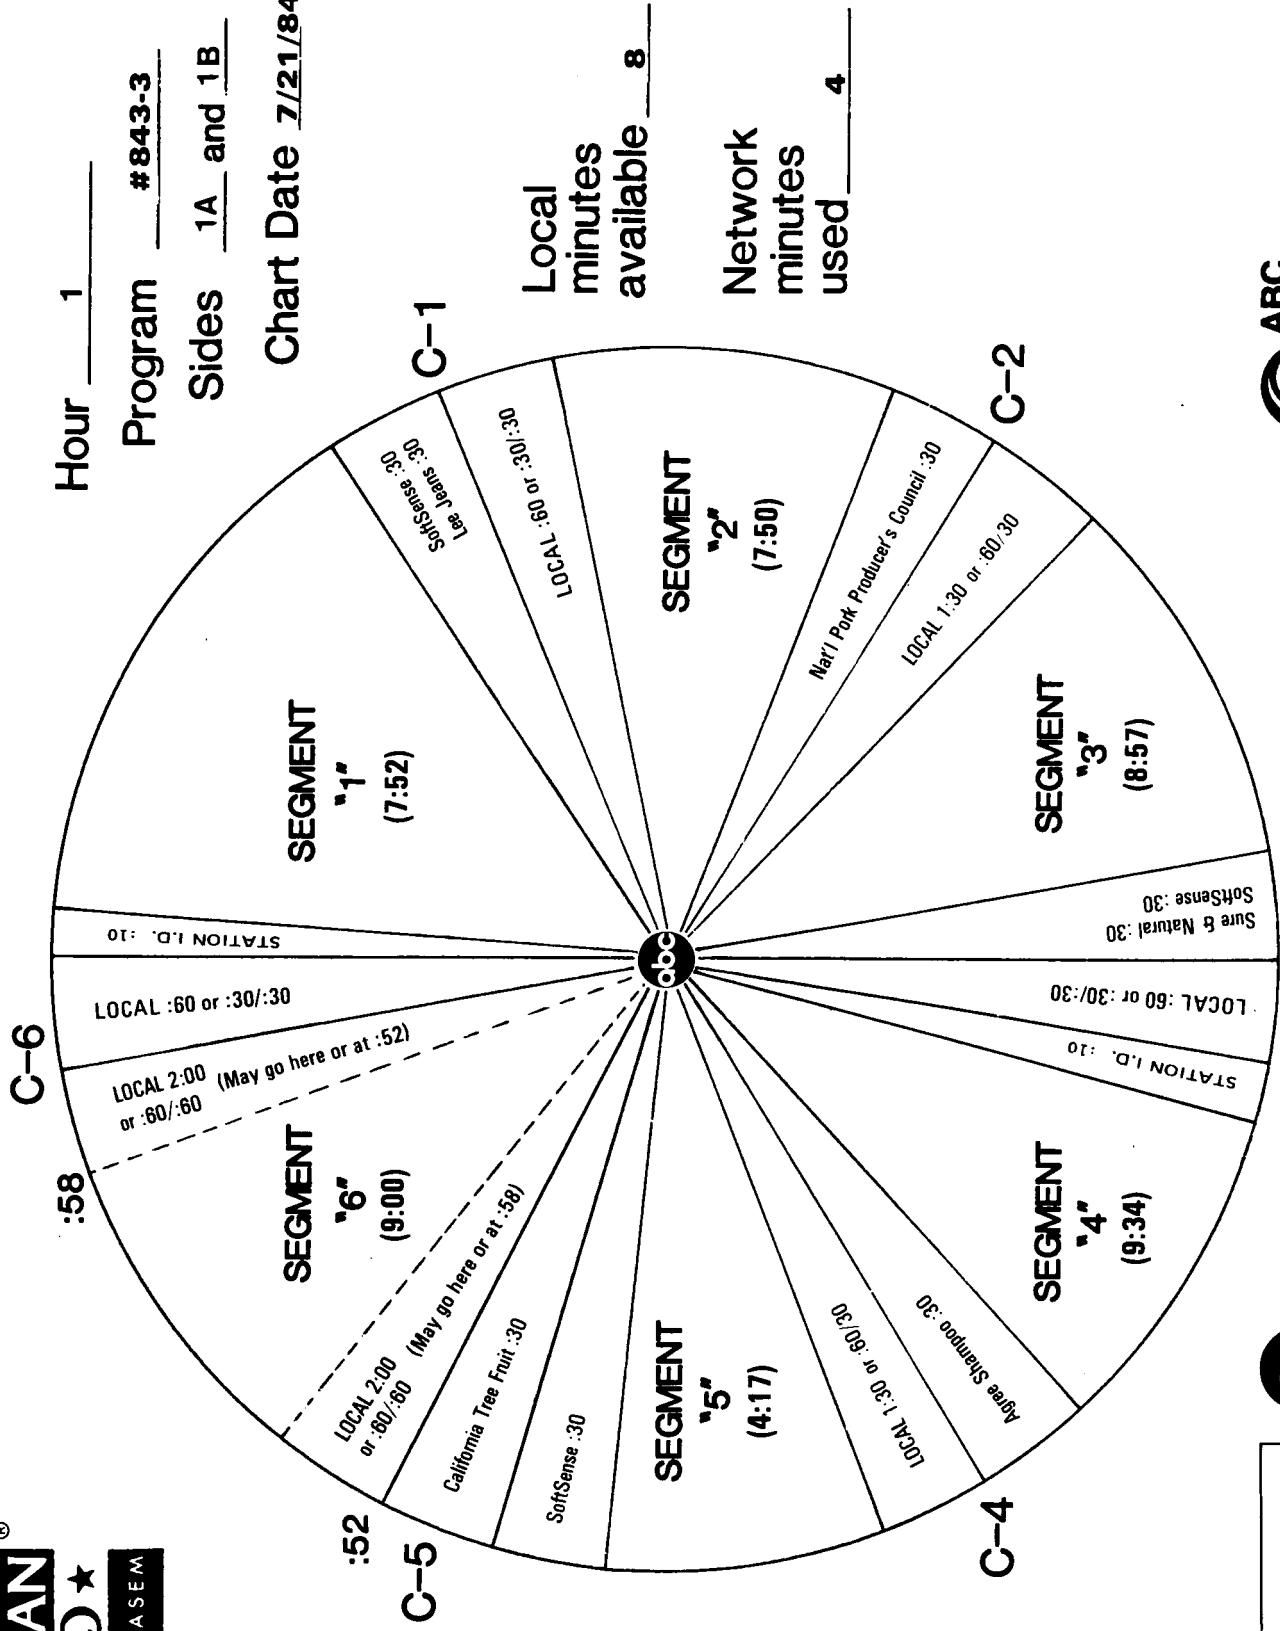 Hour 1
Program #843-3
Sides 1A and 1B
Chart Date 7/21/84
Local
minutes
available 8
Network
minutes
used 4
SEGMENT
"1"
(7:52)
C-1
SoftSense :30
Lee Jeans :30
LOCAL :60 or :30/:30
SEGMENT
"2"
(7:50)
C-2
Nat'l Pork Producer's Council :30
LOCAL 1:30 or :60/30
SEGMENT
"3"
(8:57)
Sure & Natural :30
SoftSense :30
LOCAL :60 or :30/:30
STATION I.D. :10
SEGMENT
"4"
(9:34)
C-4
Agree Shampoo :30
LOCAL 1:30 or :60/30
SEGMENT
"5"
(4:17)
SoftSense :30
C-5
California Tree Fruit :30
:52
LOCAL 2:00
or :60/:60 (May go here or at :58)
SEGMENT
"6"
(9:00)
:58
LOCAL 2:00
or :60/:60 (May go here or at :52)
C-6
LOCAL :60 or :30/:30
STATION I.D. :10
abc
AN
®
ASEM
ABC